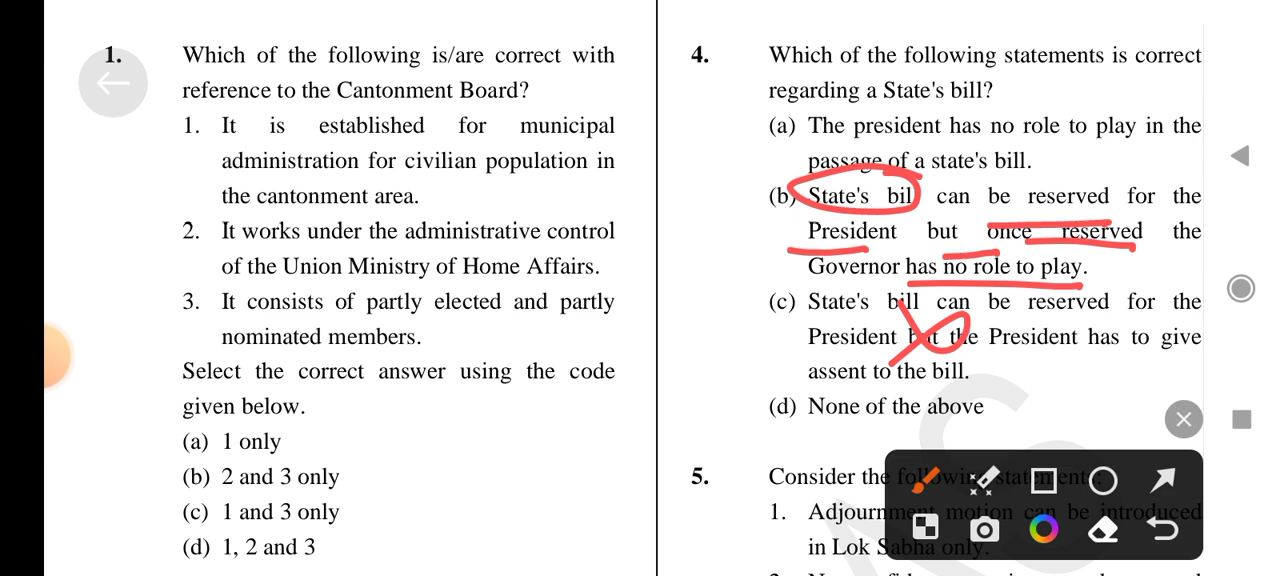 1. Which of the following is/are correct with
reference to the Cantonment Board?
1. It is established for municipal
administration for civilian population in
the cantonment area.
2. It works under the administrative control
of the Union Ministry of Home Affairs.
3. It consists of partly elected and partly
nominated members.
Select the correct answer using the code
given below.
(a) 1 only
(b) 2 and 3 only
(c) 1 and 3 only
(d) 1, 2 and 3
4. Which of the following statements is correct
regarding a State's bill?
(a) The president has no role to play in the
passage of a state's bill.
(b) State's bill can be reserved for the
President but once reserved the
Governor has no role to play.
(c) State's bill can be reserved for the
President but the President has to give
assent to the bill.
(d) None of the above
5. Consider the following statements:
1. Adjournment motion can be introduced
in Lok Sabha only.